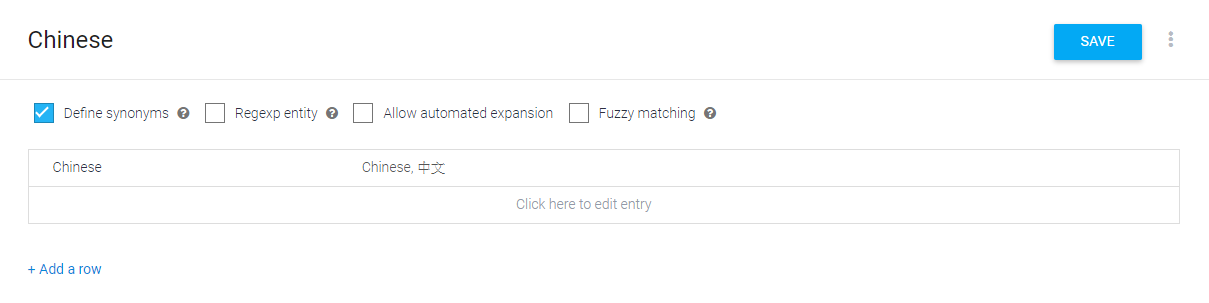 Chinese
SAVE
Define synonyms ? Regexp entity ? Allow automated expansion Fuzzy matching ?
Chinese Chinese, 中文
Click here to edit entry
+ Add a row